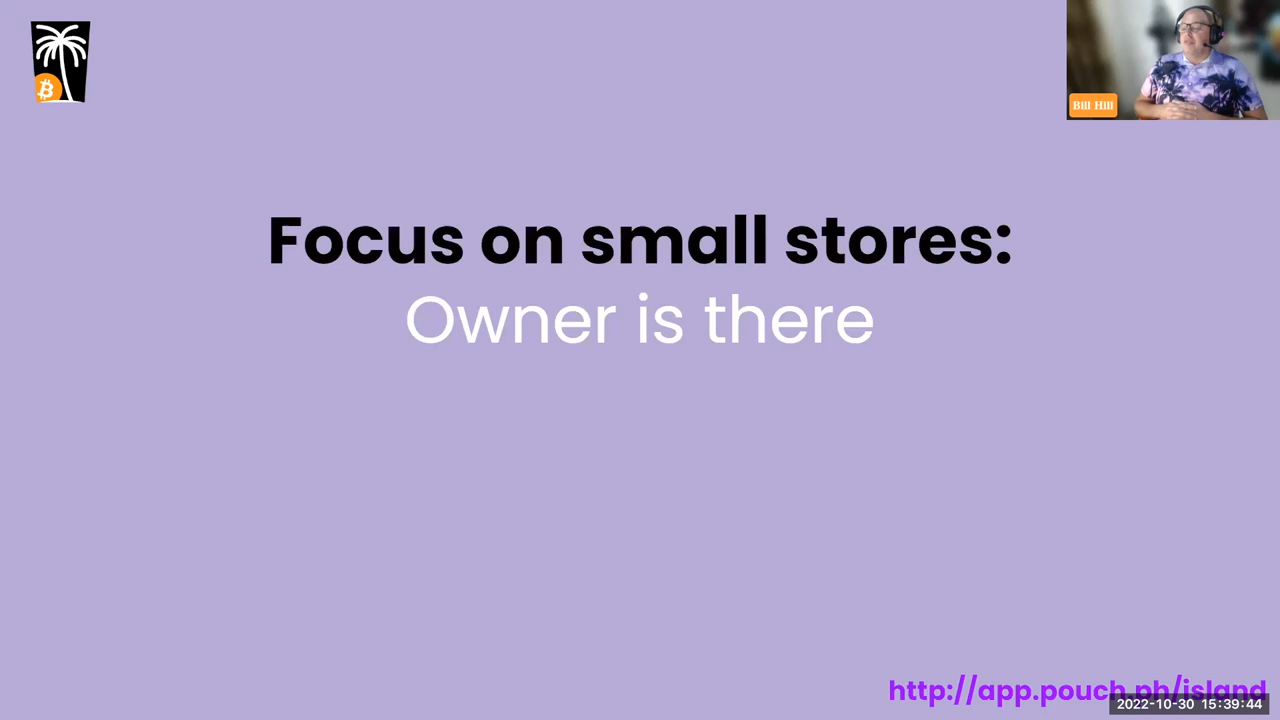 Bill Hill
Focus on small stores:
Owner is there
http://app.pouch.ph/island
2022-10-30 15:39:44